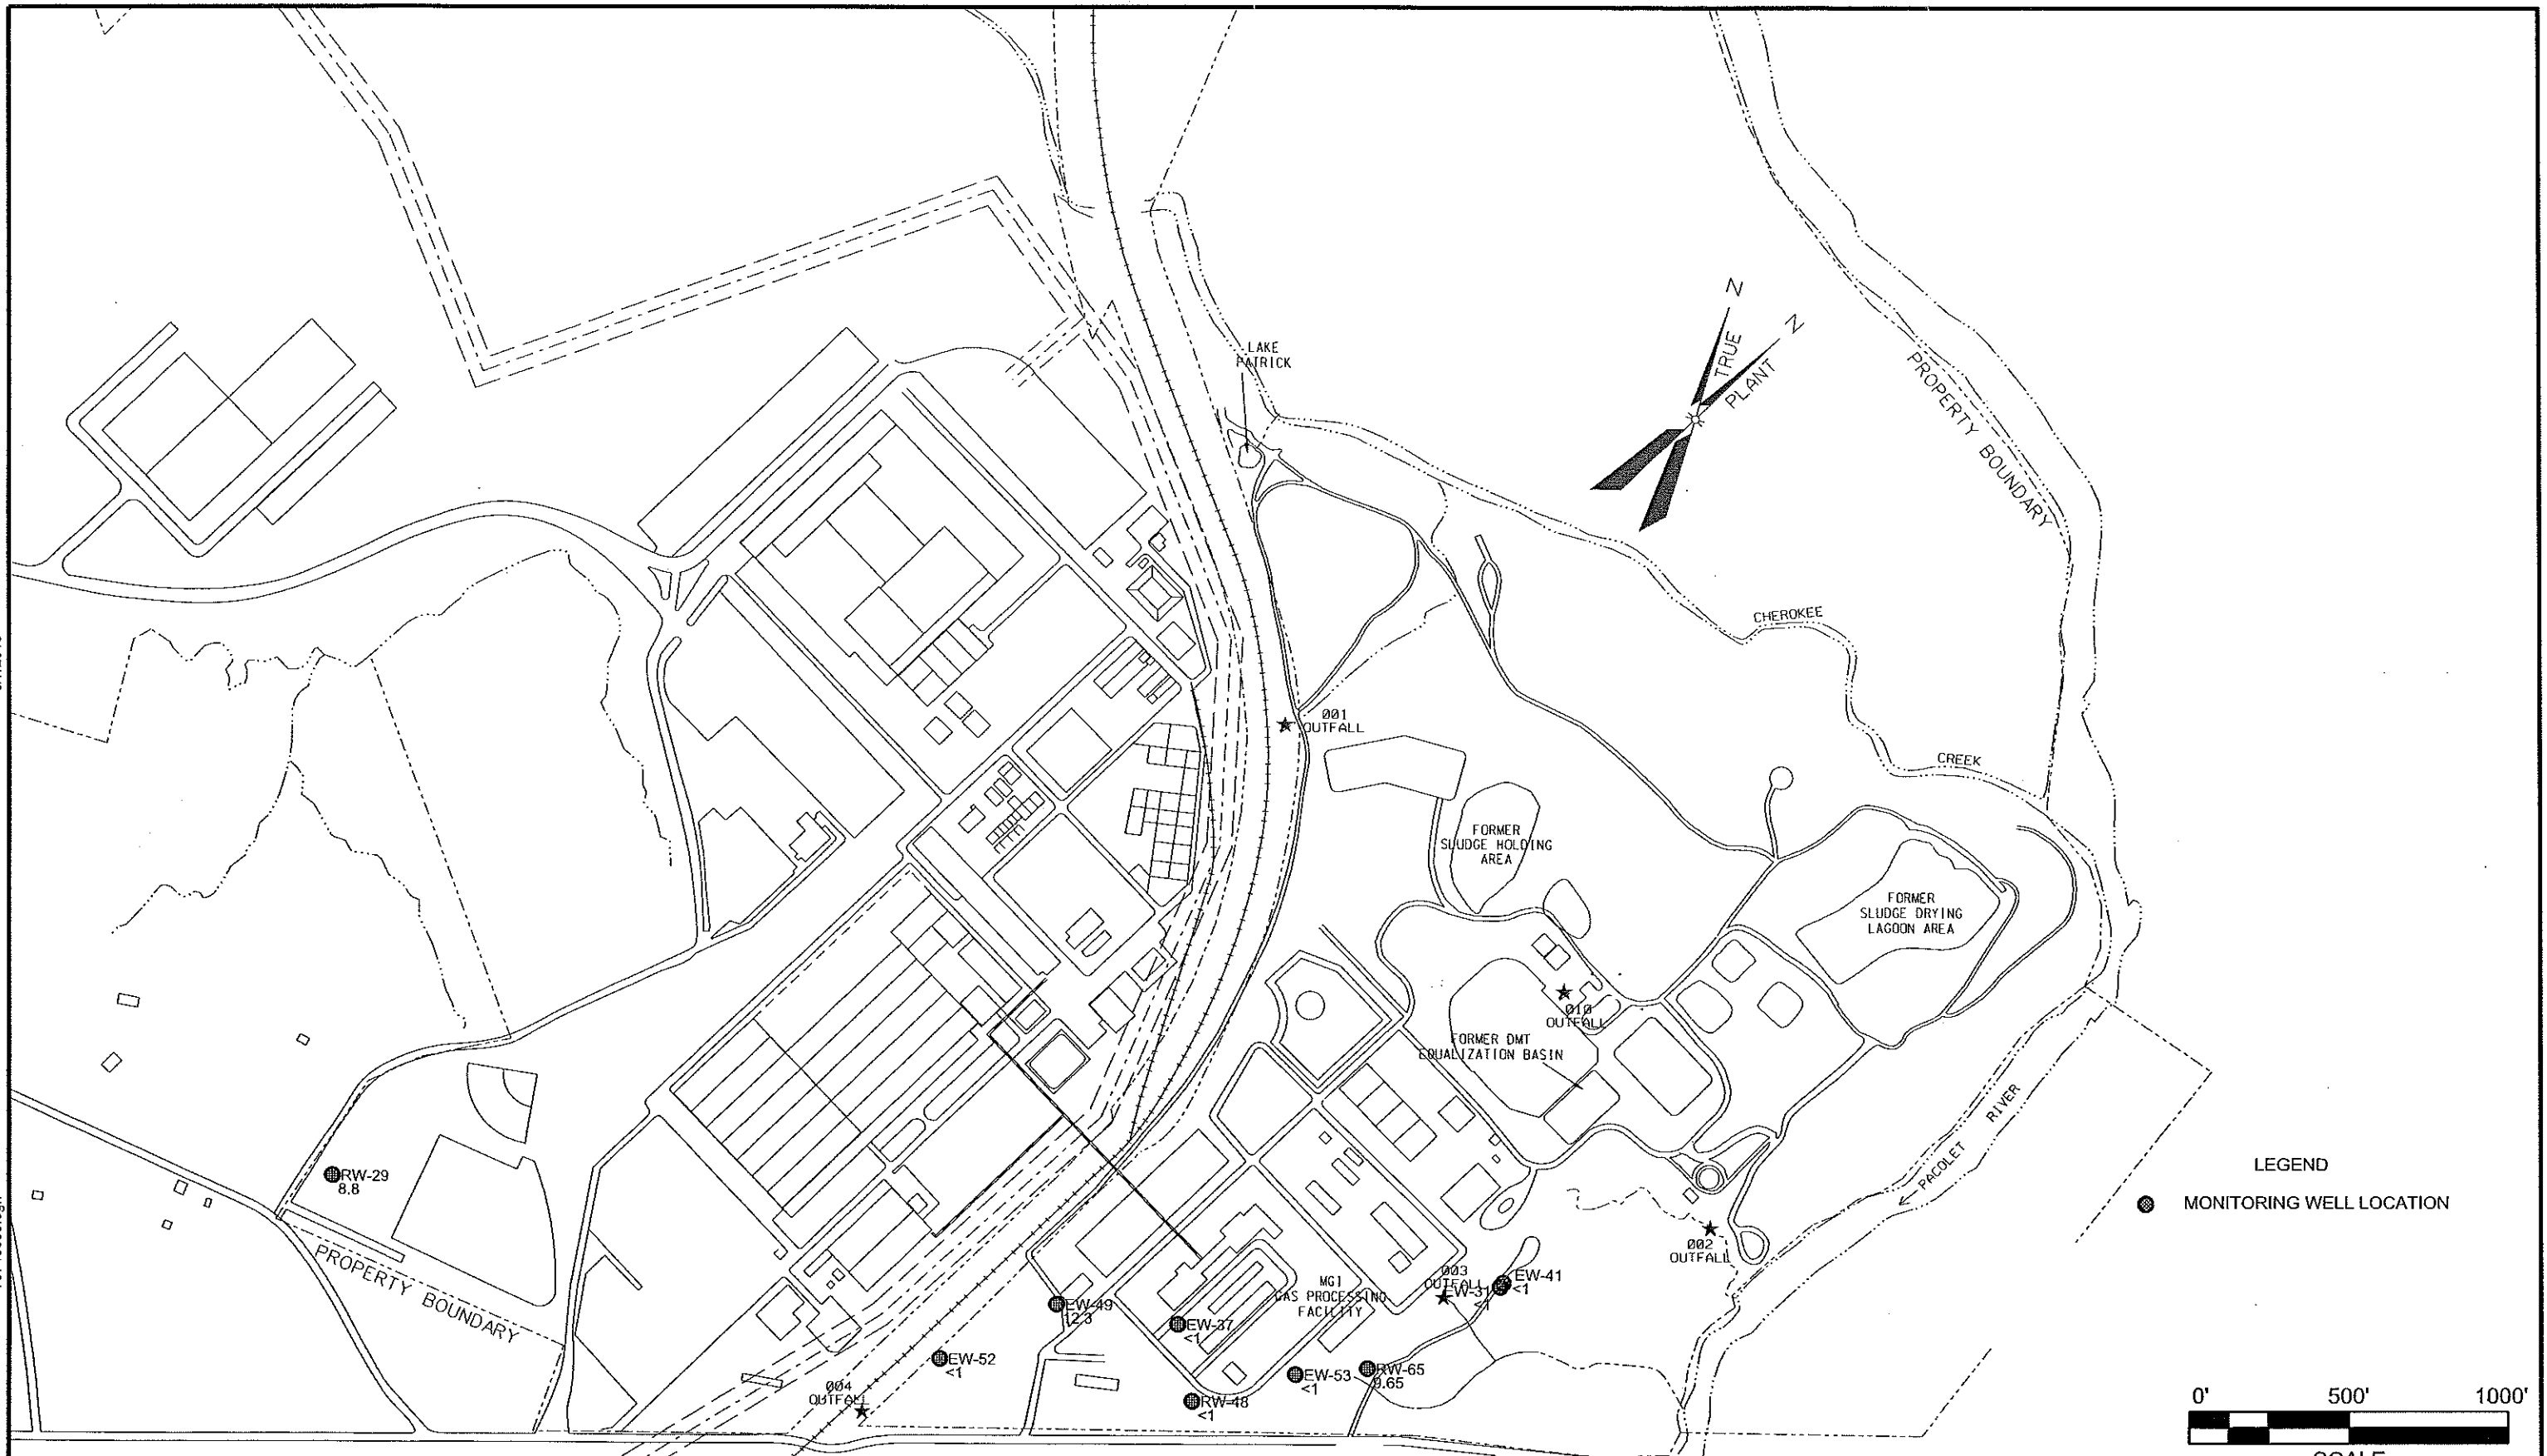 LAKE
PATRICK
N
N
TRUE
PLANT
PROPERTY BOUNDARY
CHEROKEE
CREEK
001
OUTFALL
FORMER
SLUDGE HOLDING
AREA
FORMER
SLUDGE DRYING
LAGOON AREA
010
OUTFALL
FORMER DMT
EQUALIZATION BASIN
PACOLET RIVER
RW-29
8.8
PROPERTY BOUNDARY
002
OUTFALL
003
OUTFALL
EW-31
<1
EW-41
<1
MGI
GAS PROCESSING
FACILITY
EW-49
12.3
EW-37
<1
EW-52
<1
EW-53
<1
RW-65
9.65
RW-48
<1
004
OUTFALL
LEGEND
MONITORING WELL LOCATION
0' 500' 1000'
SCALE